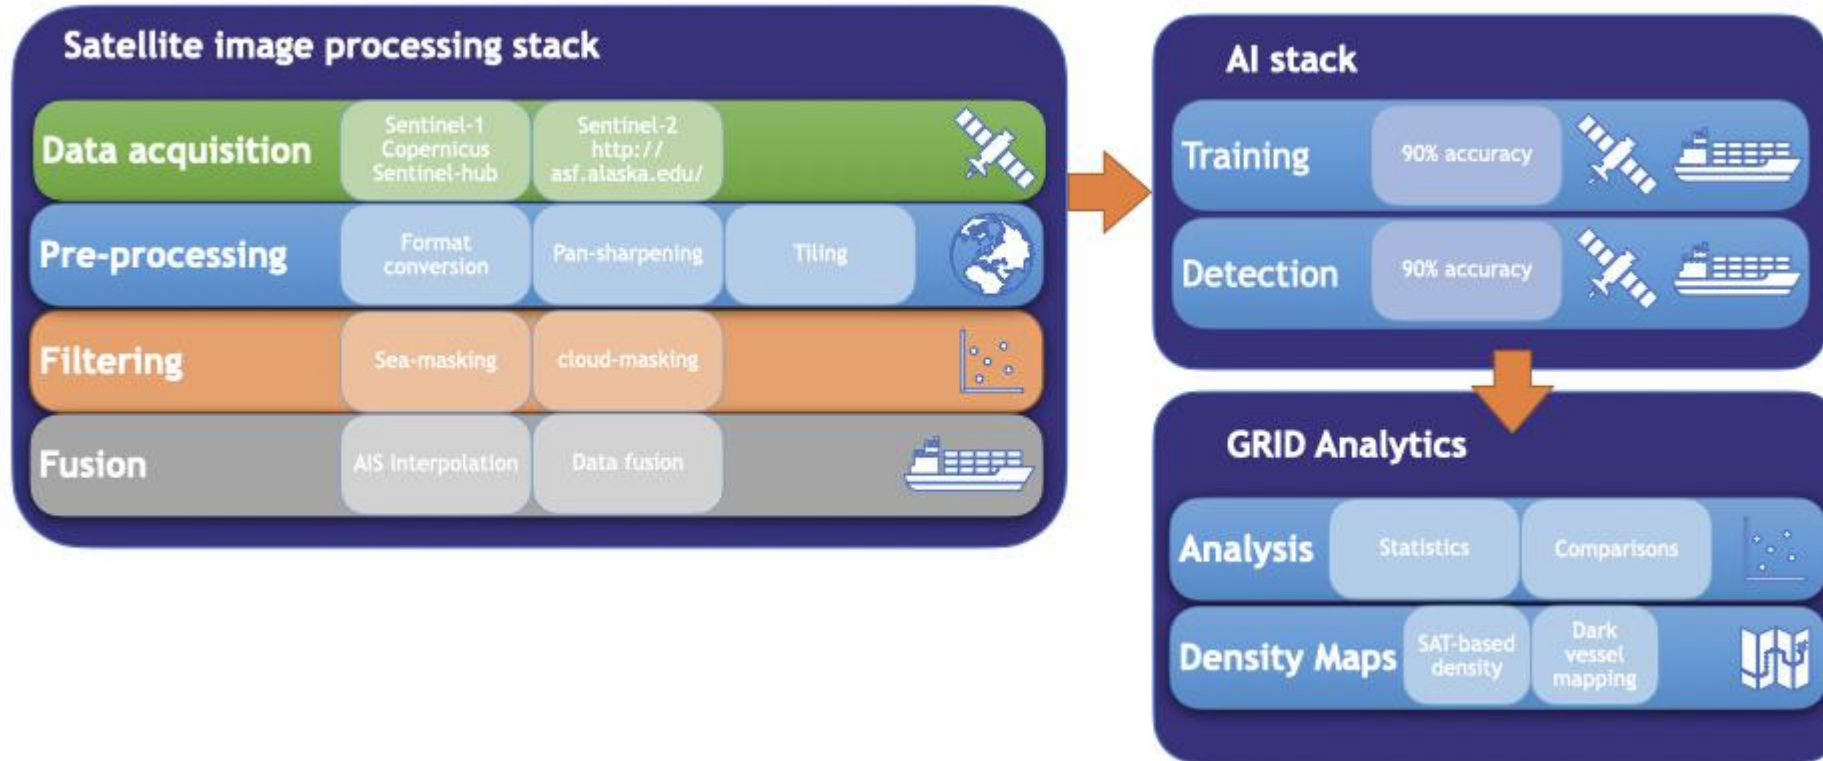 Satellite image processing stack
Data acquisition
Sentinel-1
Copernicus
Sentinel-hub
Sentinel-2
http://
asf.alaska.edu/
Pre-processing
Format
conversion
Pan-sharpening
Tiling
Filtering
Sea-masking
cloud-masking
Fusion
AIS Interpolation
Data fusion
AI stack
Training
90% accuracy
Detection
90% accuracy
GRID Analytics
Analysis
Statistics
Comparisons
Density Maps
SAT-based
density
Dark
vessel
mapping